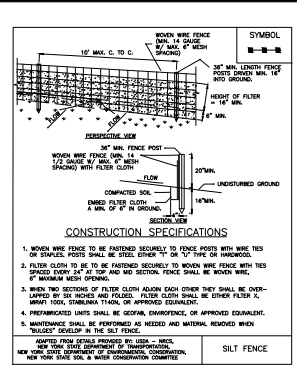 WOVEN WIRE FENCE
(MIN. 14 GAUGE
W/ MAX. 6" MESH
SPACING)
SYMBOL
10' MAX. C. TO C.
36" MIN. LENGTH FENCE
POSTS DRIVEN MIN. 16"
INTO GROUND.
HEIGHT OF FILTER
= 16" MIN.
6" MIN.
FLOW
FLOW
PERSPECTIVE VIEW
36" MIN. FENCE POST
WOVEN WIRE FENCE (MIN. 14
1/2 GAUGE W/ MAX. 6" MESH
SPACING) WITH FILTER CLOTH
FLOW
20"MIN.
UNDISTURBED GROUND
COMPACTED SOIL
EMBED FILTER CLOTH
A MIN. OF 6" IN GROUND.
16"MIN.
SECTION VIEW
CONSTRUCTION SPECIFICATIONS
1. WOVEN WIRE FENCE TO BE FASTENED SECURELY TO FENCE POSTS WITH WIRE TIES
OR STAPLES. POSTS SHALL BE STEEL EITHER "T" OR "U" TYPE OR HARDWOOD.
2. FILTER CLOTH TO BE TO BE FASTENED SECURELY TO WOVEN WIRE FENCE WITH TIES
SPACED EVERY 24" AT TOP AND MID SECTION. FENCE SHALL BE WOVEN WIRE,
6" MAXIMUM MESH OPENING.
3. WHEN TWO SECTIONS OF FILTER CLOTH ADJOIN EACH OTHER THEY SHALL BE OVER-
LAPPED BY SIX INCHES AND FOLDED. FILTER CLOTH SHALL BE EITHER FILTER X,
MIRAFI 100X, STABILINKA T140N, OR APPROVED EQUIVALENT.
4. PREFABRICATED UNITS SHALL BE GEOFAB, ENVIROFENCE, OR APPROVED EQUIVALENT.
5. MAINTENANCE SHALL BE PERFORMED AS NEEDED AND MATERIAL REMOVED WHEN
"BULGES" DEVELOP IN THE SILT FENCE.
ADAPTED FROM DETAILS PROVIDED BY: USDA - NRCS,
NEW YORK STATE DEPARTMENT OF TRANSPORTATION,
NEW YORK STATE DEPARTMENT OF ENVIRONMENTAL CONSERVATION,
NEW YORK STATE SOIL & WATER CONSERVATION COMMITTEE
SILT FENCE